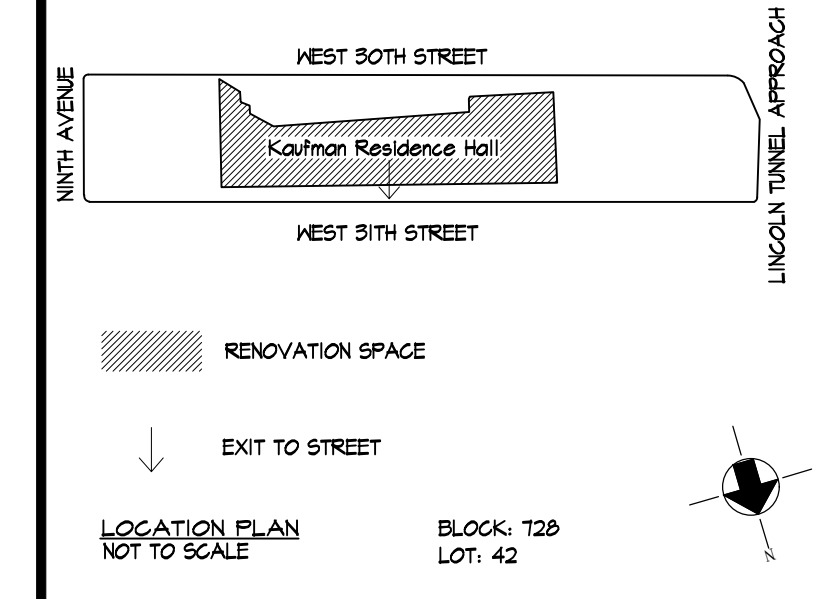 WEST 30TH STREET
NINTH AVENUE
LINCOLN TUNNEL APPROACH
Kaufman Residence Hall
WEST 31TH STREET
RENOVATION SPACE
EXIT TO STREET
LOCATION PLAN
NOT TO SCALE
BLOCK: 728
LOT: 42
N